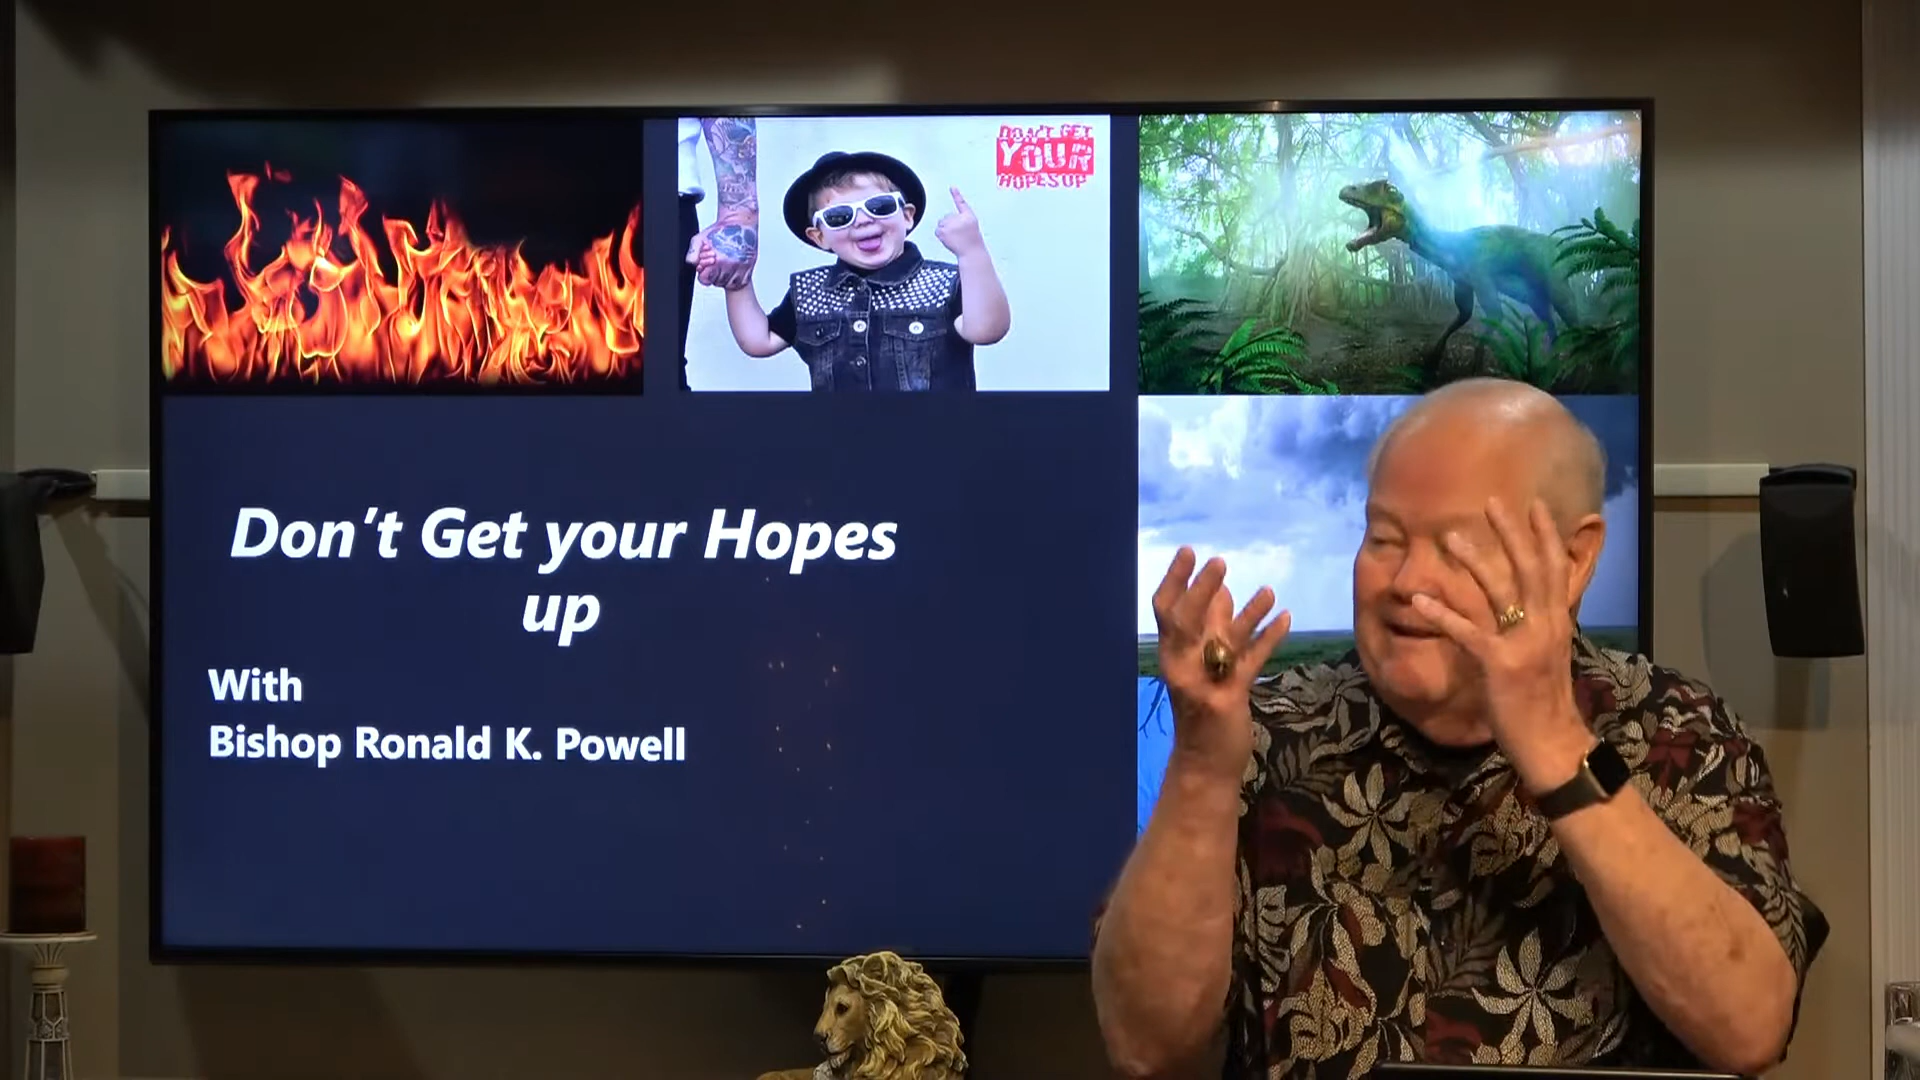 DON'T GET
YOUR
HOPES UP
Don't Get your Hopes
up
With
Bishop Ronald K. Powell